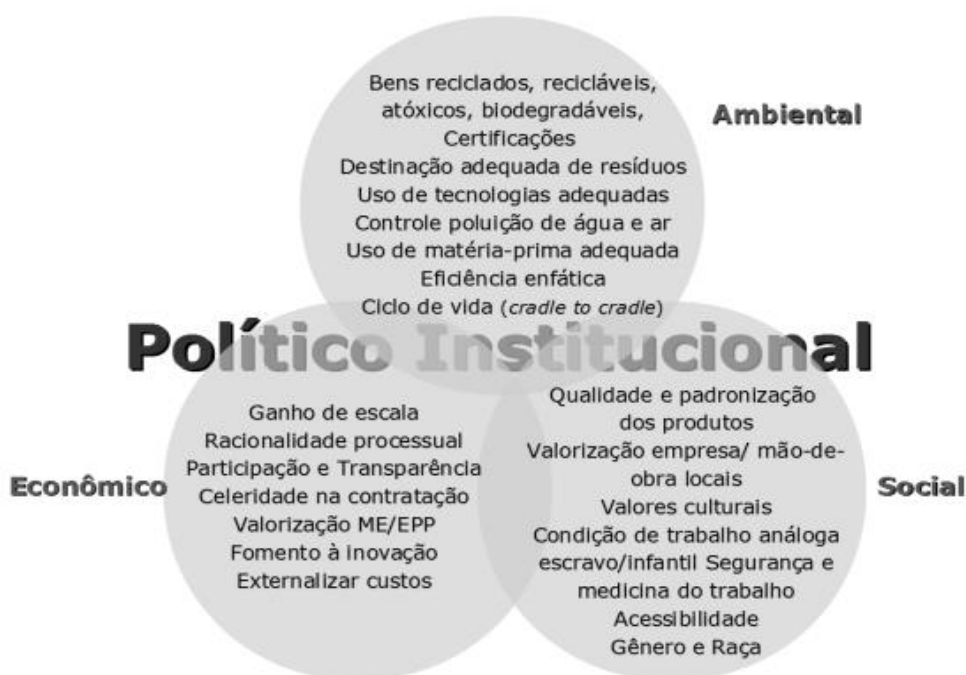 Bens reciclados, recicláveis,
atóxicos, biodegradáveis,
Certificações
Destinação adequada de resíduos
Uso de tecnologias adequadas
Controle poluição de água e ar
Uso de matéria-prima adequada
Eficiência enfática
Ciclo de vida (cradle to cradle)
Ambiental
Político Institucional
Econômico
Ganho de escala
Racionalidade processual
Participação e Transparência
Celeridade na contratação
Valorização ME/EPP
Fomento à inovação
Externalizar custos
Qualidade e padronização
dos produtos
Valorização empresa/ mão-de-
obra locais
Valores culturais
Condição de trabalho análoga
escravo/infantil Segurança e
medicina do trabalho
Acessibilidade
Gênero e Raça
Social